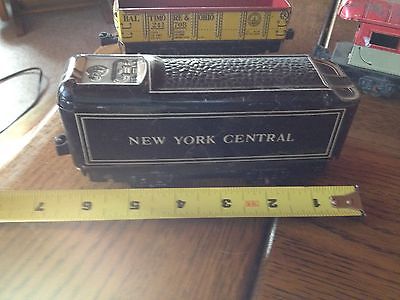 BALTIMORE & OHIO
NEW YORK CENTRAL
7 6 5 4 3 2 1